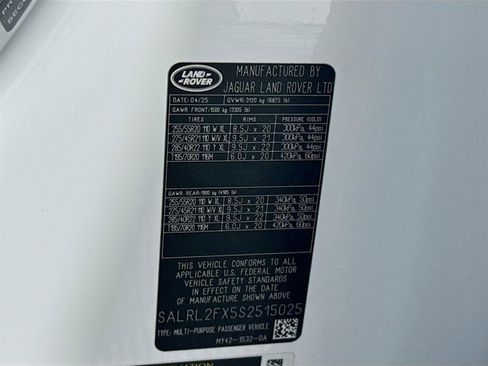 LAND
ROVER
MANUFACTURED BY
JAGUAR LAND ROVER LTD
DATE: 04/25 GVWR: 3120 kg (6875 lb)
GAWR FRONT: 1500 kg (3305 lb)
TIRES RIMS PRESSURE (COLD)
255/55R20 110 W XL 8.5J x 20 300kPa, 44psi
275/45R21 110 W/V XL 9.5J x 21 300kPa, 44psi
285/40R22 110 Y XL 9.5J x 22 300kPa, 44psi
T195/70R20 116M 6.0J x 20 420kPa, 60psi
GAWR REAR: 1900 kg (4185 lb)
255/55R20 110 W XL 8.5J x 20 340kPa, 50psi
275/45R21 110 W/V XL 9.5J x 21 340kPa, 50psi
285/40R22 110 Y XL 9.5J x 22 340kPa, 50psi
T195/70R20 116M 6.0J x 20 420kPa, 60psi
THIS VEHICLE CONFORMS TO ALL
APPLICABLE U.S. FEDERAL MOTOR
VEHICLE SAFETY STANDARDS
IN EFFECT ON THE DATE
OF MANUFACTURE SHOWN ABOVE.
SALRL2FX5S2515025
TYPE: MULTI-PURPOSE PASSENGER VEHICLE
MY42-1532-DA